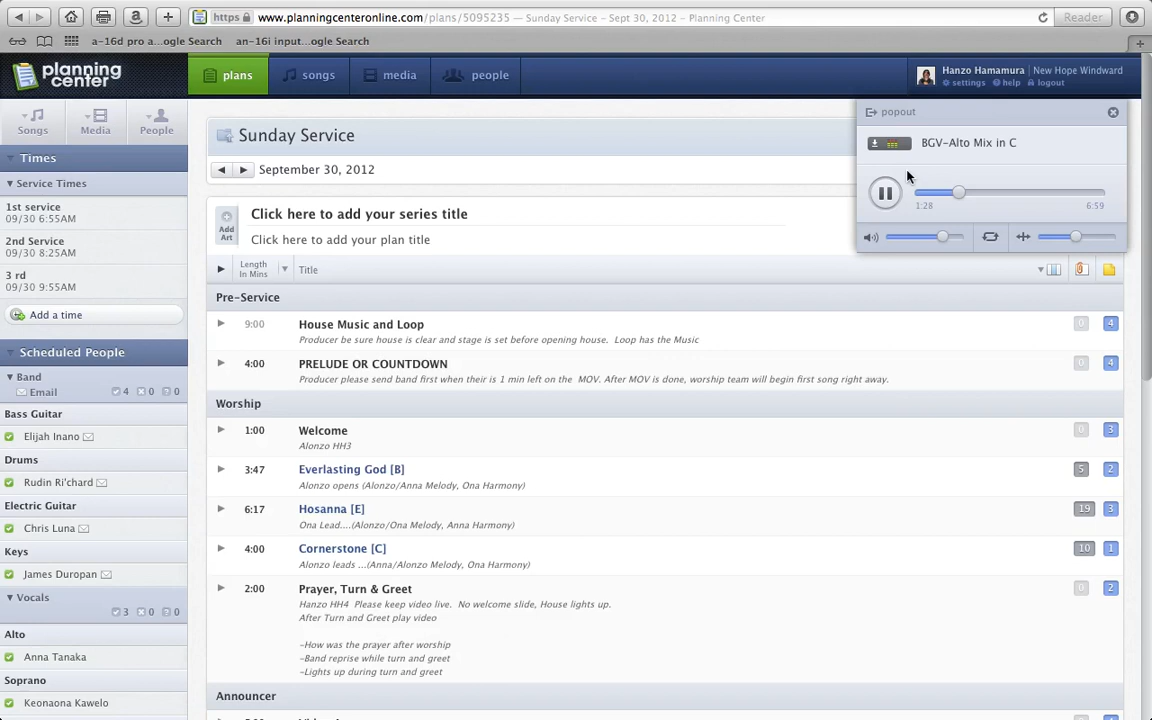 https www.planningcenteronline.com/plans/5095235 — Sunday Service – Sept 30, 2012 – Planning Center
Reader
a-16d pro a...ogle Search an-16i input...ogle Search
planning center
plans songs media people
Hanzo Hamamura | New Hope Windward
settings help logout
Songs Media People
popout
BGV-Alto Mix in C
1:28 6:59
Times
Service Times
1st service
09/30 6:55AM
2nd Service
09/30 8:25AM
3 rd
09/30 9:55AM
Add a time
Scheduled People
Band
Email 4 0 0
Bass Guitar
Elijah Inano
Drums
Rudin Ri'chard
Electric Guitar
Chris Luna
Keys
James Duropan
Vocals
3 0 0
Alto
Anna Tanaka
Soprano
Keonaona Kawelo
Sunday Service
September 30, 2012
Add Art
Click here to add your series title
Click here to add your plan title
Length In Mins Title
Pre-Service
9:00 House Music and Loop 0 4
Producer be sure house is clear and stage is set before opening house. Loop has the Music
4:00 PRELUDE OR COUNTDOWN 0 4
Producer please send band first when their is 1 min left on the MOV. After MOV is done, worship team will begin first song right away.
Worship
1:00 Welcome 0 3
Alonzo HH3
3:47 Everlasting God [B] 5 2
Alonzo opens (Alonzo/Anna Melody, Ona Harmony)
6:17 Hosanna [E] 19 3
Ona Lead....(Alonzo/Ona Melody, Anna Harmony)
4:00 Cornerstone [C] 10 1
Alonzo leads ...(Anna/Alonzo Melody, Ona Harmony)
2:00 Prayer, Turn & Greet 0 2
Hanzo HH4 Please keep video live. No welcome slide, House lights up.
After Turn and Greet play video
-How was the prayer after worship
-Band reprise while turn and greet
-Lights up during turn and greet
Announcer